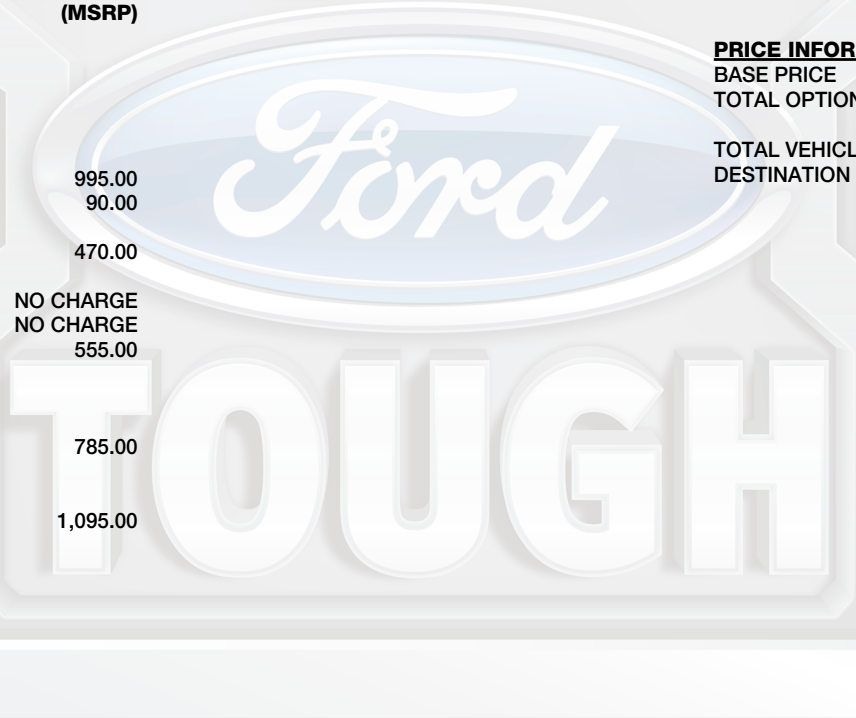 (MSRP)
995.00
90.00
470.00
NO CHARGE
NO CHARGE
555.00
785.00
1,095.00
PRICE INFOR
BASE PRICE
TOTAL OPTION
TOTAL VEHICL
DESTINATION
Ford
TOUGH